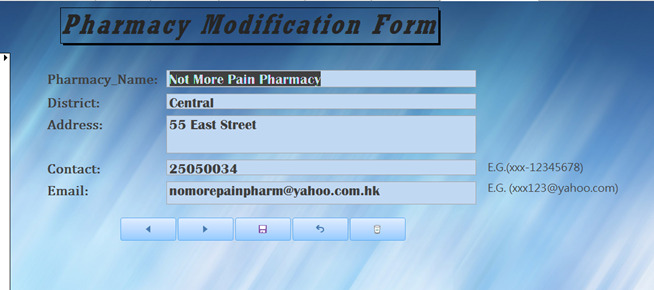 Pharmacy Modification Form
Pharmacy_Name: Not More Pain Pharmacy
District: Central
Address: 55 East Street
Contact: 25050034 E.G.(xxx-12345678)
Email: nomorepainpharm@yahoo.com.hk E.G. (xxx123@yahoo.com)